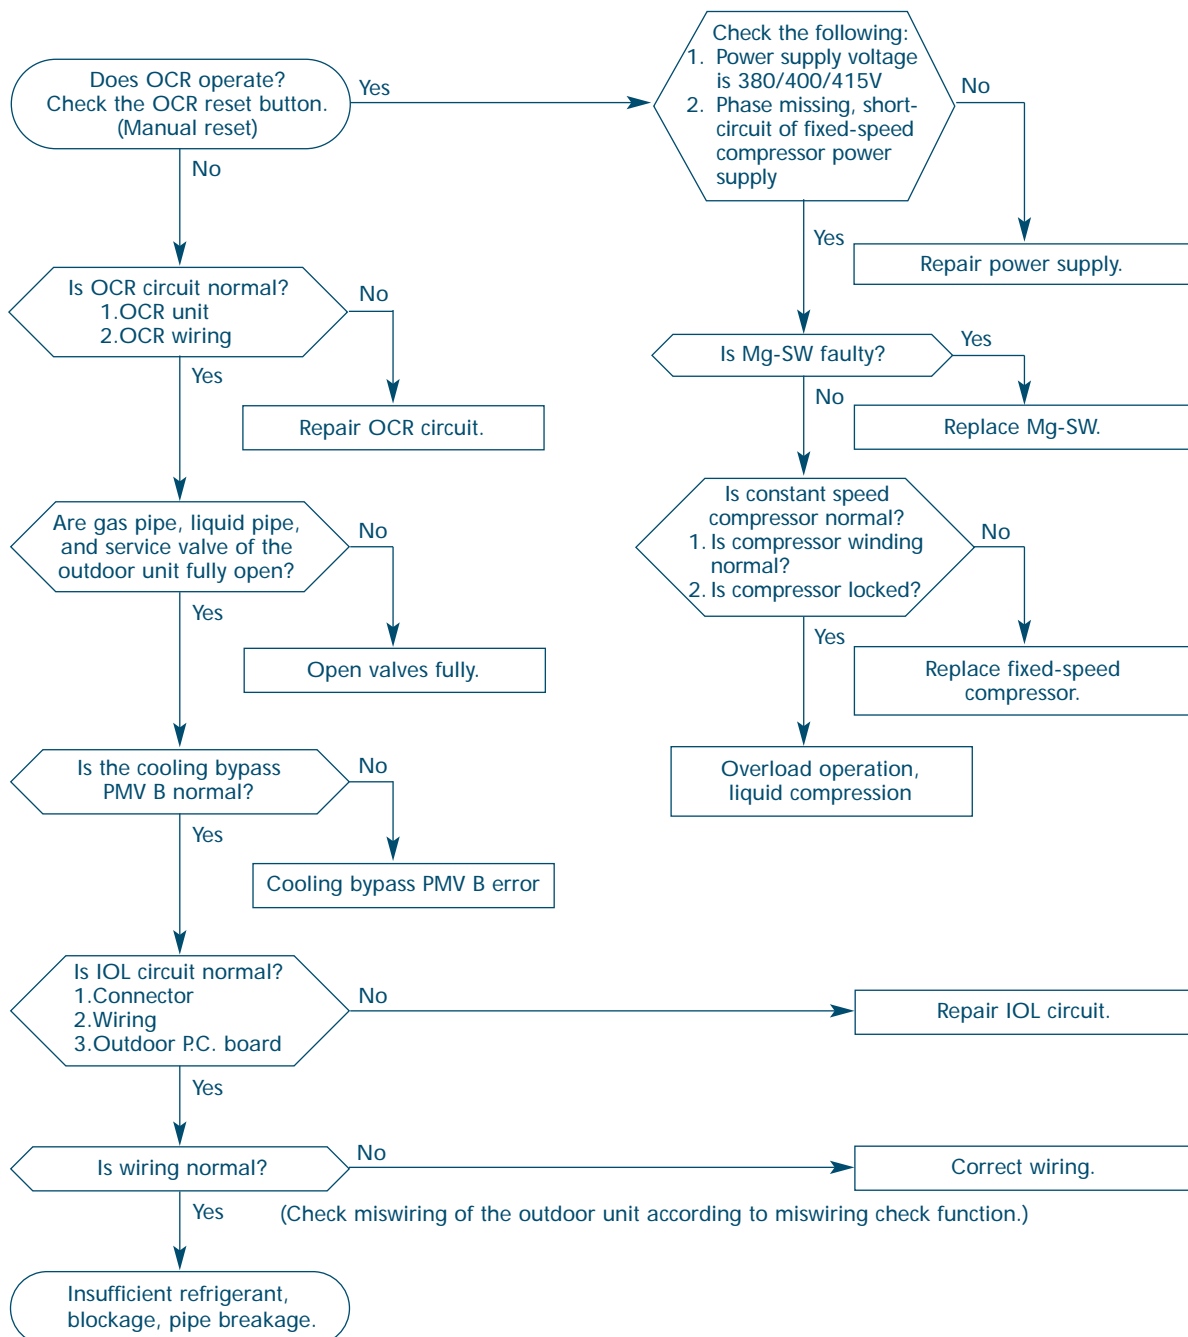 Does OCR operate?
Check the OCR reset button.
(Manual reset)
Yes
Check the following:
1. Power supply voltage
is 380/400/415V
2. Phase missing, short-
circuit of fixed-speed
compressor power
supply
No
No
Yes
Repair power supply.
Is OCR circuit normal?
1.OCR unit
2.OCR wiring
No
Yes
Repair OCR circuit.
Is Mg-SW faulty?
Yes
No
Replace Mg-SW.
Are gas pipe, liquid pipe,
and service valve of the
outdoor unit fully open?
No
Yes
Open valves fully.
Is constant speed
compressor normal?
1. Is compressor winding
normal?
2. Is compressor locked?
No
Yes
Replace fixed-speed
compressor.
Overload operation,
liquid compression
Is the cooling bypass
PMV B normal?
No
Yes
Cooling bypass PMV B error
Is IOL circuit normal?
1.Connector
2.Wiring
3.Outdoor P.C. board
No
Repair IOL circuit.
Yes
Is wiring normal?
No
Correct wiring.
Yes
(Check miswiring of the outdoor unit according to miswiring check function.)
Insufficient refrigerant,
blockage, pipe breakage.